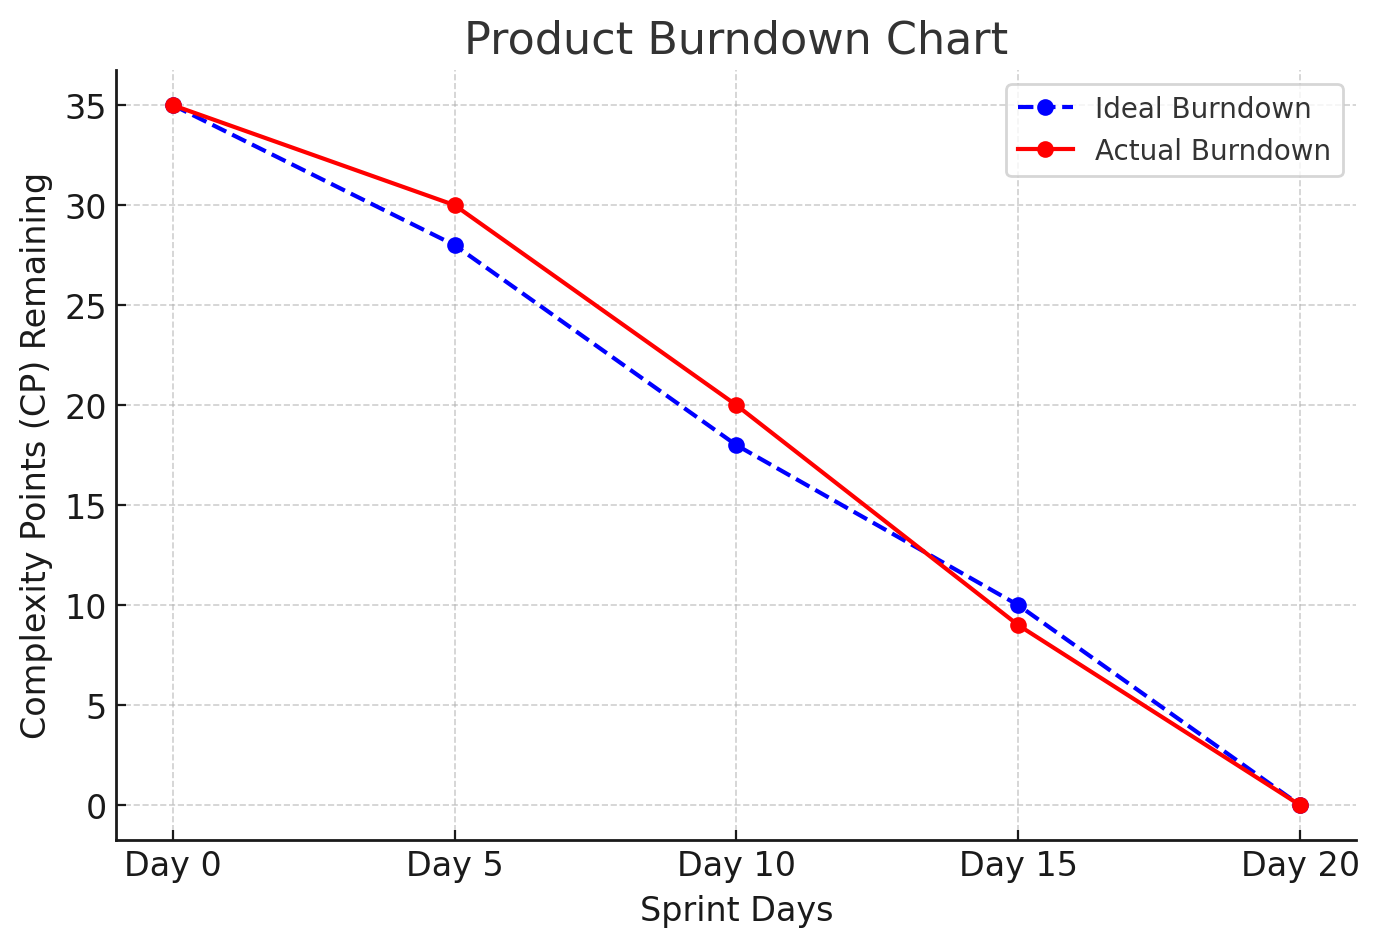 Product Burndown Chart
Ideal Burndown
Actual Burndown
Complexity Points (CP) Remaining
35
30
25
20
15
10
5
0
Day 0 Day 5 Day 10 Day 15 Day 20
Sprint Days